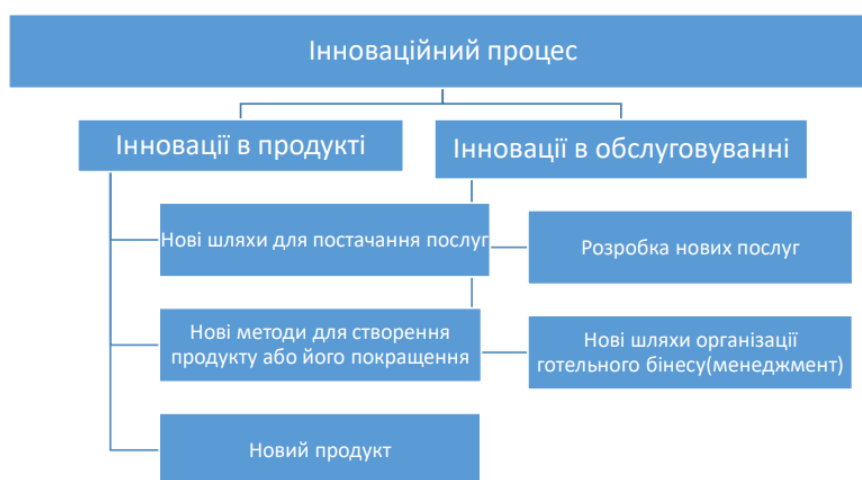 Інноваційний процес
Інновації в продукті
Інновації в обслуговуванні
Нові шляхи для постачання послуг
Розробка нових послуг
Нові методи для створення
продукту або його покращення
Нові шляхи організації
готельного бінесу(менеджмент)
Новий продукт